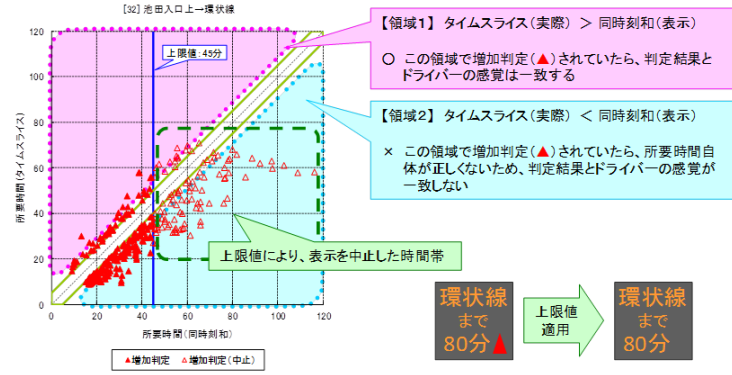 [32] 池田入口上→環状線
所要時間(タイムスライス)
120
100
80
60
40
20
0
上限値:45分
0 20 40 60 80 100 120
所要時間(同時刻和)
▲増加判定 △増加判定(中止)
【領域1】 タイムスライス(実際) > 同時刻和(表示)
○ この領域で増加判定(▲)されていたら、判定結果と
ドライバーの感覚は一致する
【領域2】 タイムスライス(実際) < 同時刻和(表示)
× この領域で増加判定(▲)されていたら、所要時間自
体が正しくないため、判定結果とドライバーの感覚が
一致しない
上限値により、表示を中止した時間帯
環状線
まで
80分▲
上限値
適用
環状線
まで
80分